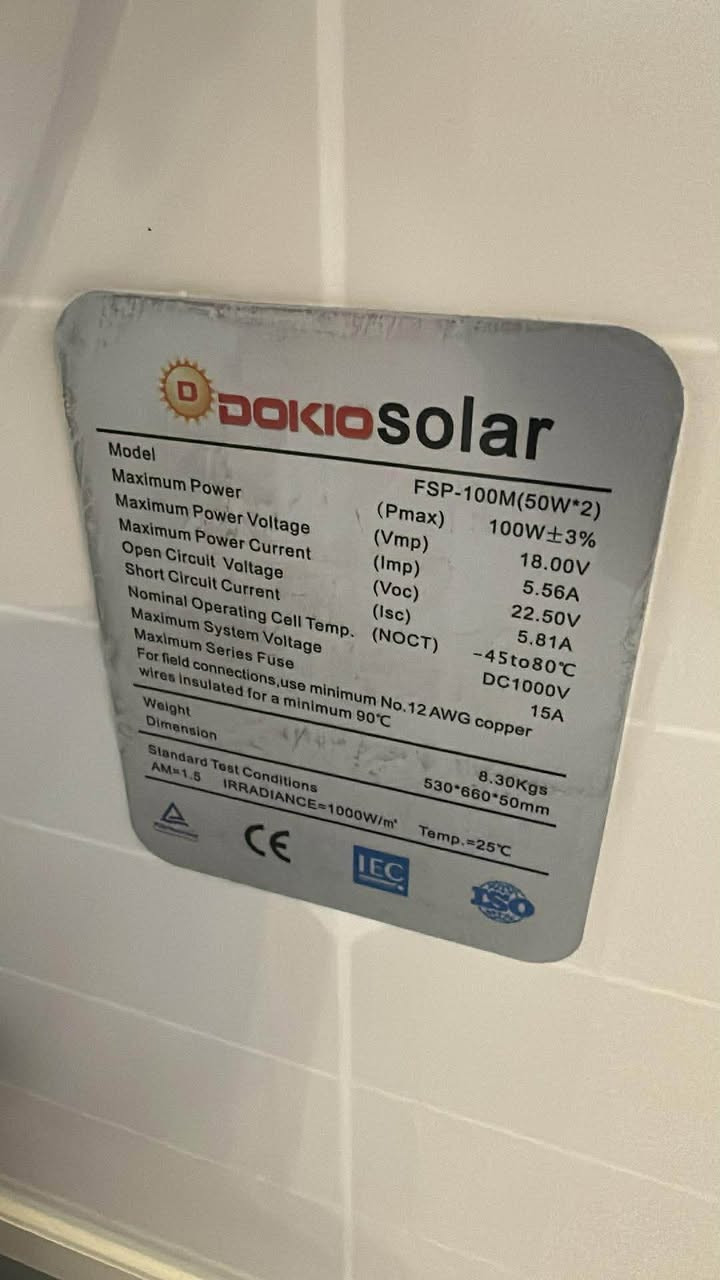 D DOKIO solar
Model FSP-100M(50W*2)
Maximum Power (Pmax) 100W±3%
Maximum Power Voltage (Vmp) 18.00V
Maximum Power Current (Imp) 5.56A
Open Circuit Voltage (Voc) 22.50V
Short Circuit Current (Isc) 5.81A
Nominal Operating Cell Temp. (NOCT) -45to80℃
Maximum System Voltage DC1000V
Maximum Series Fuse 15A
For field connections,use minimum No.12 AWG copper
wires insulated for a minimum 90℃
Weight 8.30Kgs
Dimension 530*660*50mm
Standard Test Conditions
AM=1.5 IRRADIANCE=1000W/㎡ Temp.=25℃
CE IEC ISO